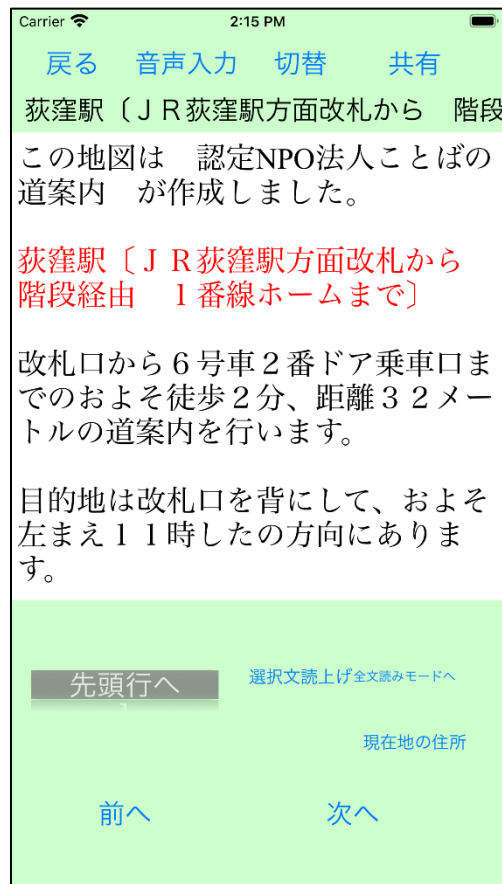 Carrier 2:15 PM
戻る 音声入力 切替 共有
荻窪駅〔ＪＲ荻窪駅方面改札から　階段
この地図は　認定NPO法人ことばの
道案内　が作成しました。
荻窪駅〔ＪＲ荻窪駅方面改札から
階段経由　１番線ホームまで〕
改札口から６号車２番ドア乗車口ま
でのおよそ徒歩２分、距離３２メー
トルの道案内を行います。
目的地は改札口を背にして、およそ
左まえ１１時したの方向にありま
す。
先頭行へ 選択文読上げ 全文読みモードへ
現在地の住所
前へ 次へ